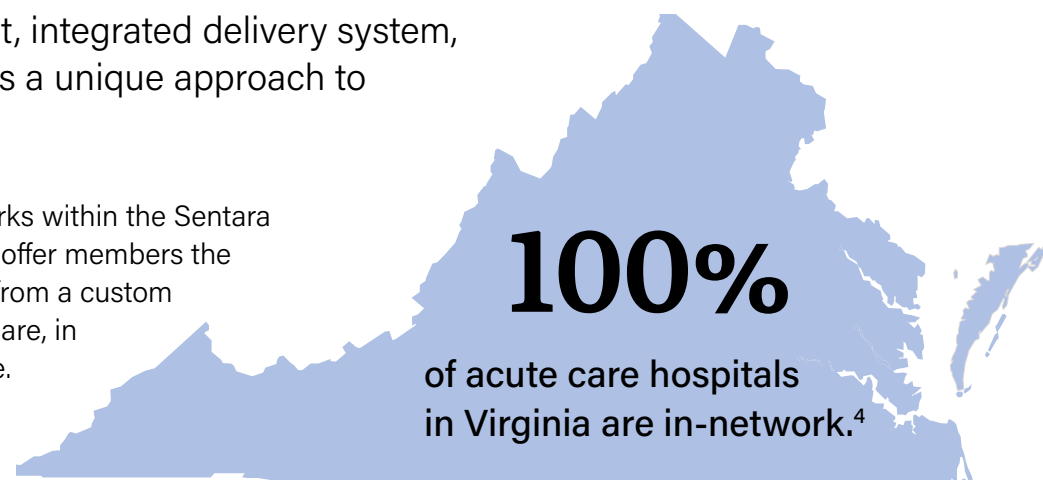 t, integrated delivery system,
s a unique approach to
rks within the Sentara
offer members the
from a custom
are, in
e.
100%
of acute care hospitals
in Virginia are in-network.4